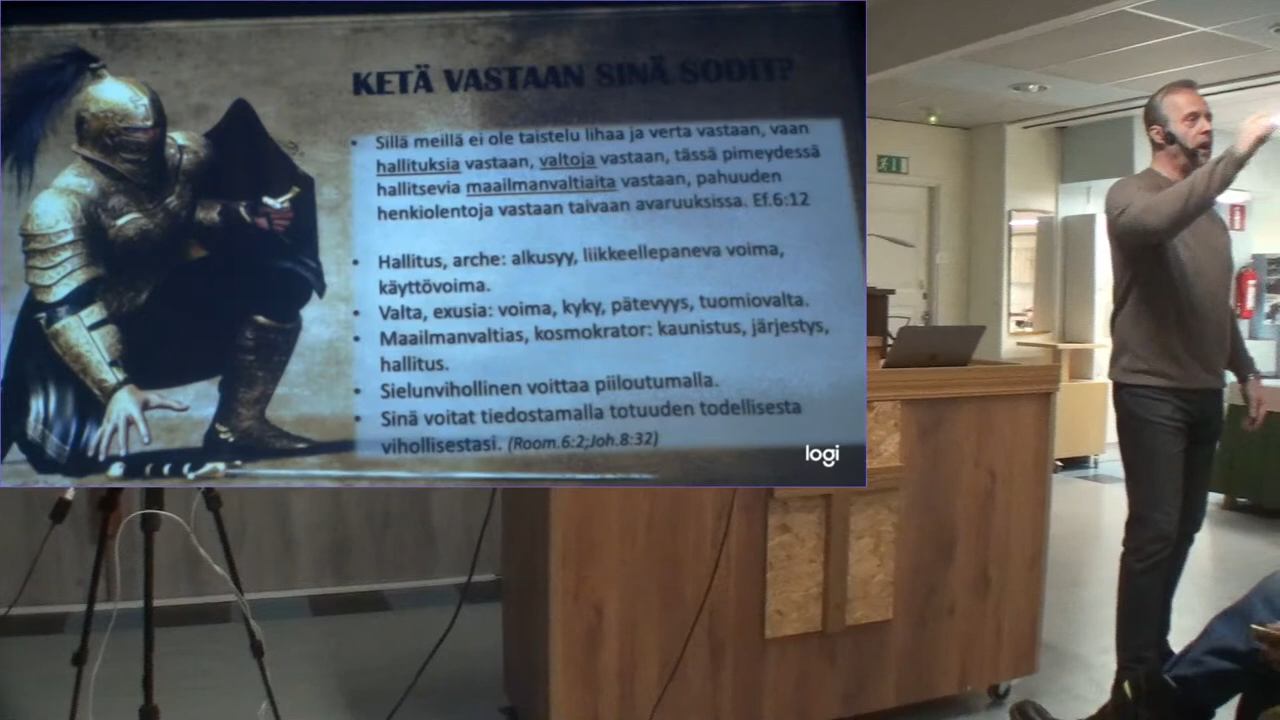 KETÄ VASTAAN SINÄ SODIT?
• Sillä meillä ei ole taistelu lihaa ja verta vastaan, vaan
hallituksia vastaan, valtoja vastaan, tässä pimeydessä
hallitsevia maailmanvaltiaita vastaan, pahuuden
henkiolentoja vastaan taivaan avaruuksissa. Ef.6:12
• Hallitus, arche: alkusyy, liikkeellepaneva voima,
käyttövoima.
• Valta, exusia: voima, kyky, pätevyys, tuomiovalta.
• Maailmanvaltias, kosmokrator: kaunistus, järjestys,
hallitus.
• Sielunvihollinen voittaa piiloutumalla.
• Sinä voitat tiedostamalla totuuden todellisesta
vihollisestasi. (Room.6:2;Joh.8:32)
logi